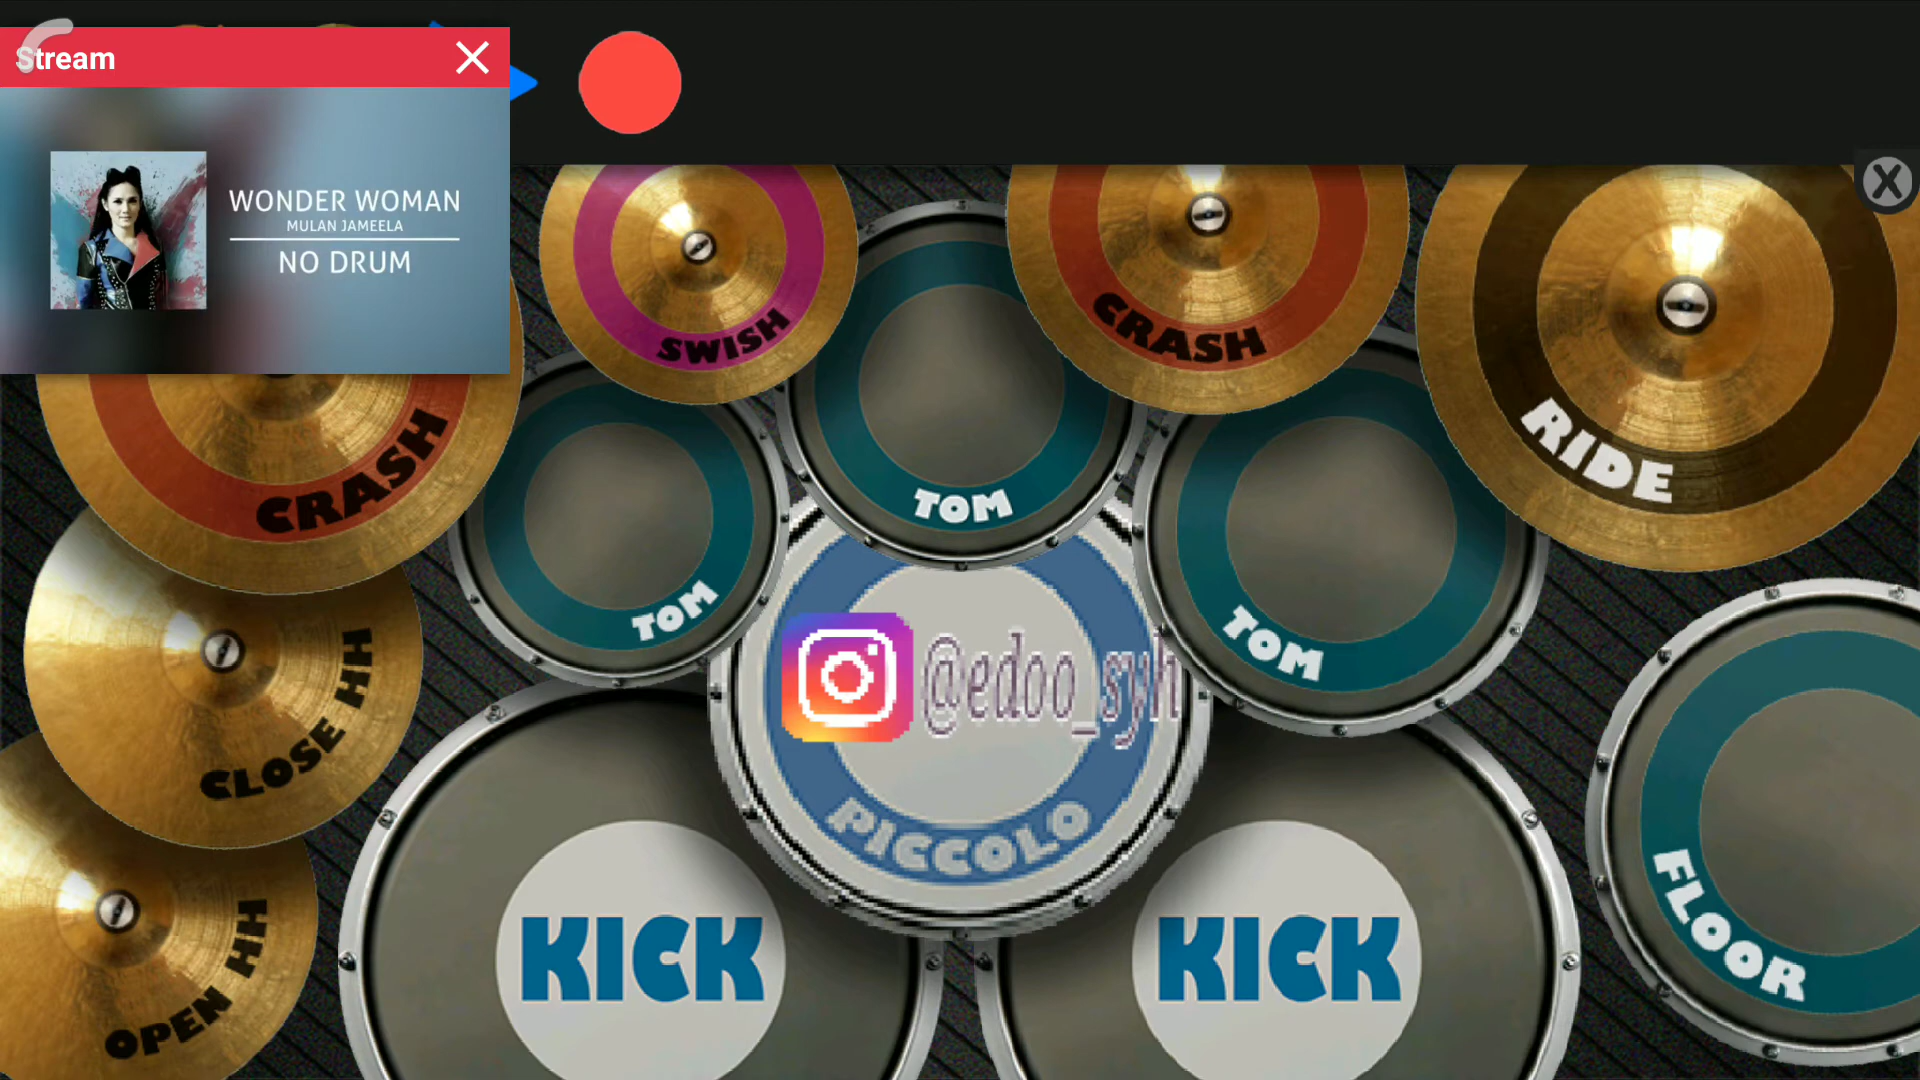 Stream
WONDER WOMAN
MULAN JAMEELA
NO DRUM
SWISH
CRASH
RIDE
CRASH
TOM
TOM
TOM
CLOSE HH
@edoo_syh
PICCOLO
FLOOR
OPEN HH
KICK
KICK